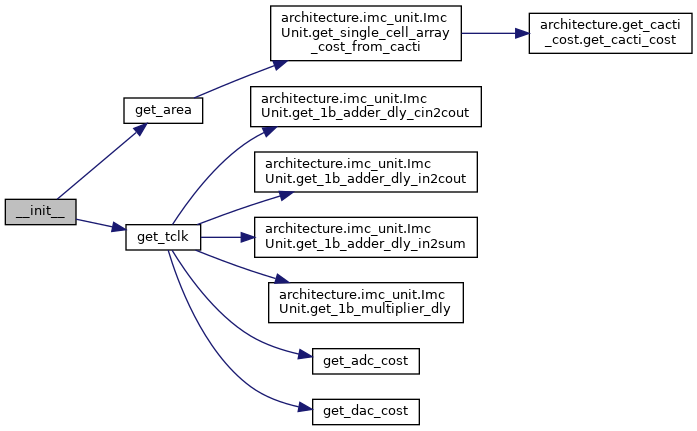 architecture.imc_unit.Imc
Unit.get_single_cell_array
_cost_from_cacti
architecture.get_cacti
_cost.get_cacti_cost
get_area
architecture.imc_unit.Imc
Unit.get_1b_adder_dly_cin2cout
architecture.imc_unit.Imc
Unit.get_1b_adder_dly_in2cout
__init__
get_tclk
architecture.imc_unit.Imc
Unit.get_1b_adder_dly_in2sum
architecture.imc_unit.Imc
Unit.get_1b_multiplier_dly
get_adc_cost
get_dac_cost